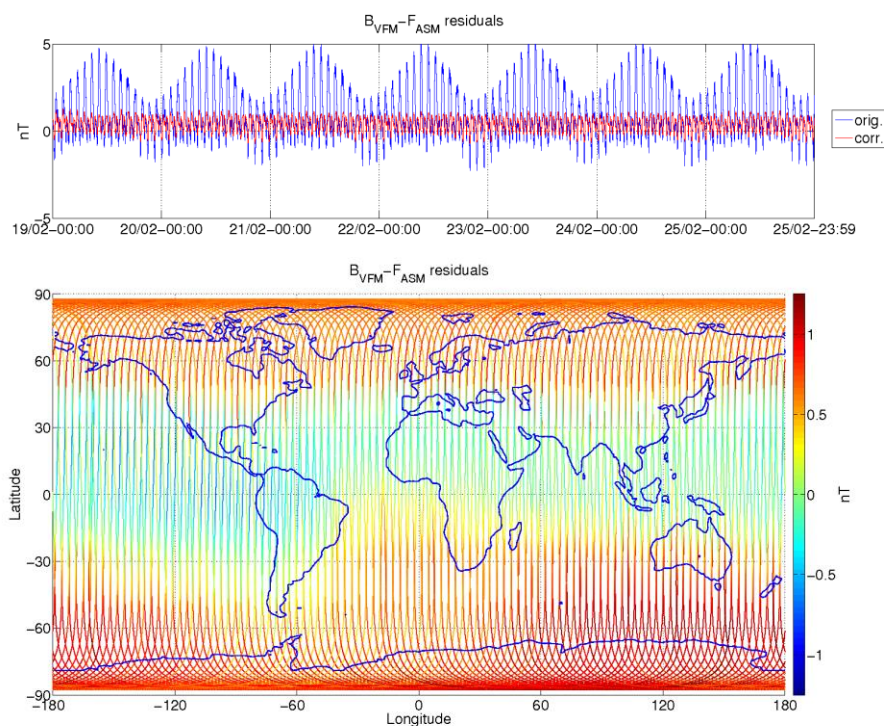 B_VFM−F_ASM residuals
5
0
−5
nT
19/02−00:00 20/02−00:00 21/02−00:00 22/02−00:00 23/02−00:00 24/02−00:00 25/02−00:00 25/02−23:59
orig.
corr.
B_VFM−F_ASM residuals
90
60
30
0
−30
−60
−90
Latitude
−180 −120 −60 0 60 120 180
Longitude
1
0.5
0
−0.5
−1
nT